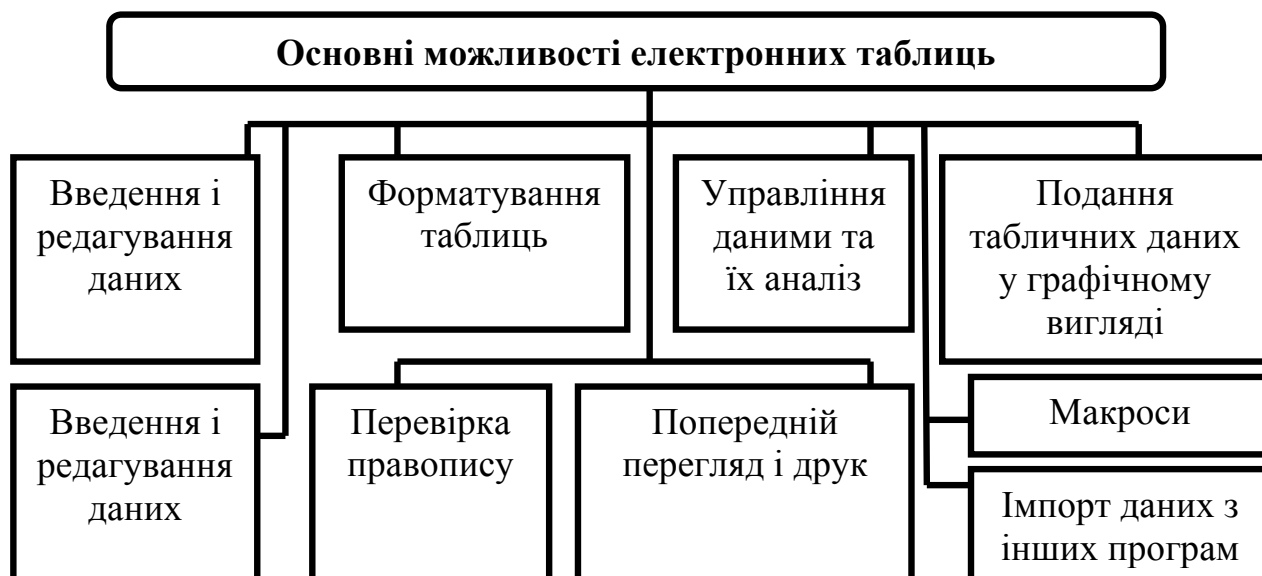 Основні можливості електронних таблиць
Введення і
редагування
даних
Форматування
таблиць
Управління
даними та
їх аналіз
Подання
табличних даних
у графічному
вигляді
Введення і
редагування
даних
Перевірка
правопису
Попередній
перегляд і друк
Макроси
Імпорт даних з
інших програм